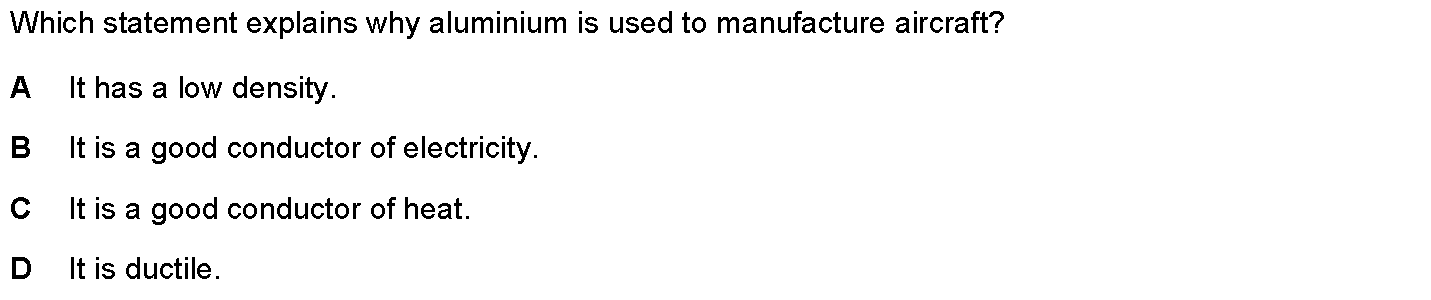 Which statement explains why aluminium is used to manufacture aircraft?
A It has a low density.
B It is a good conductor of electricity.
C It is a good conductor of heat.
D It is ductile.